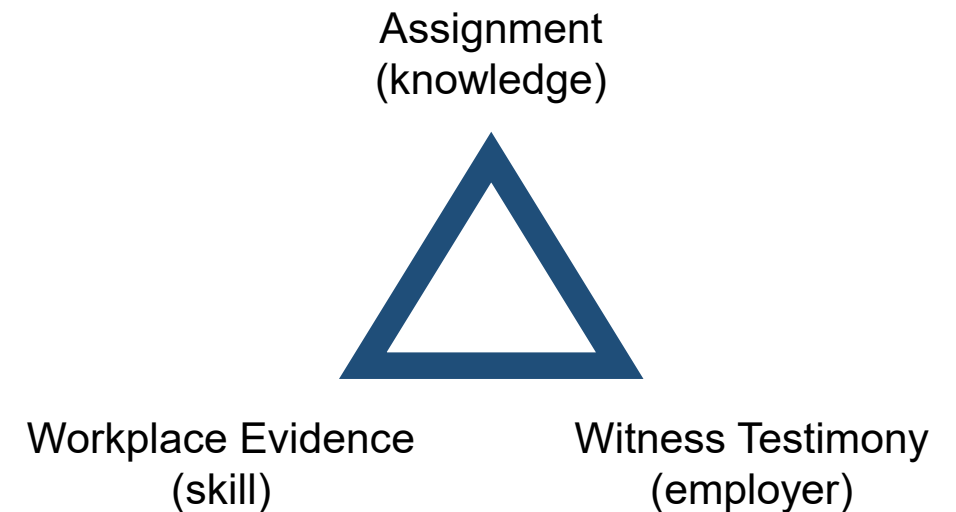 Assignment
(knowledge)
Workplace Evidence
(skill)
Witness Testimony
(employer)